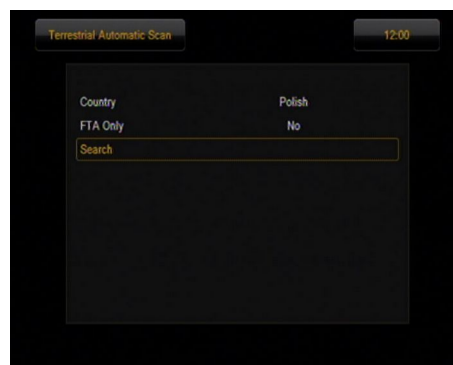 Terrestrial Automatic Scan 12:00
Country Polish
FTA Only No
Search